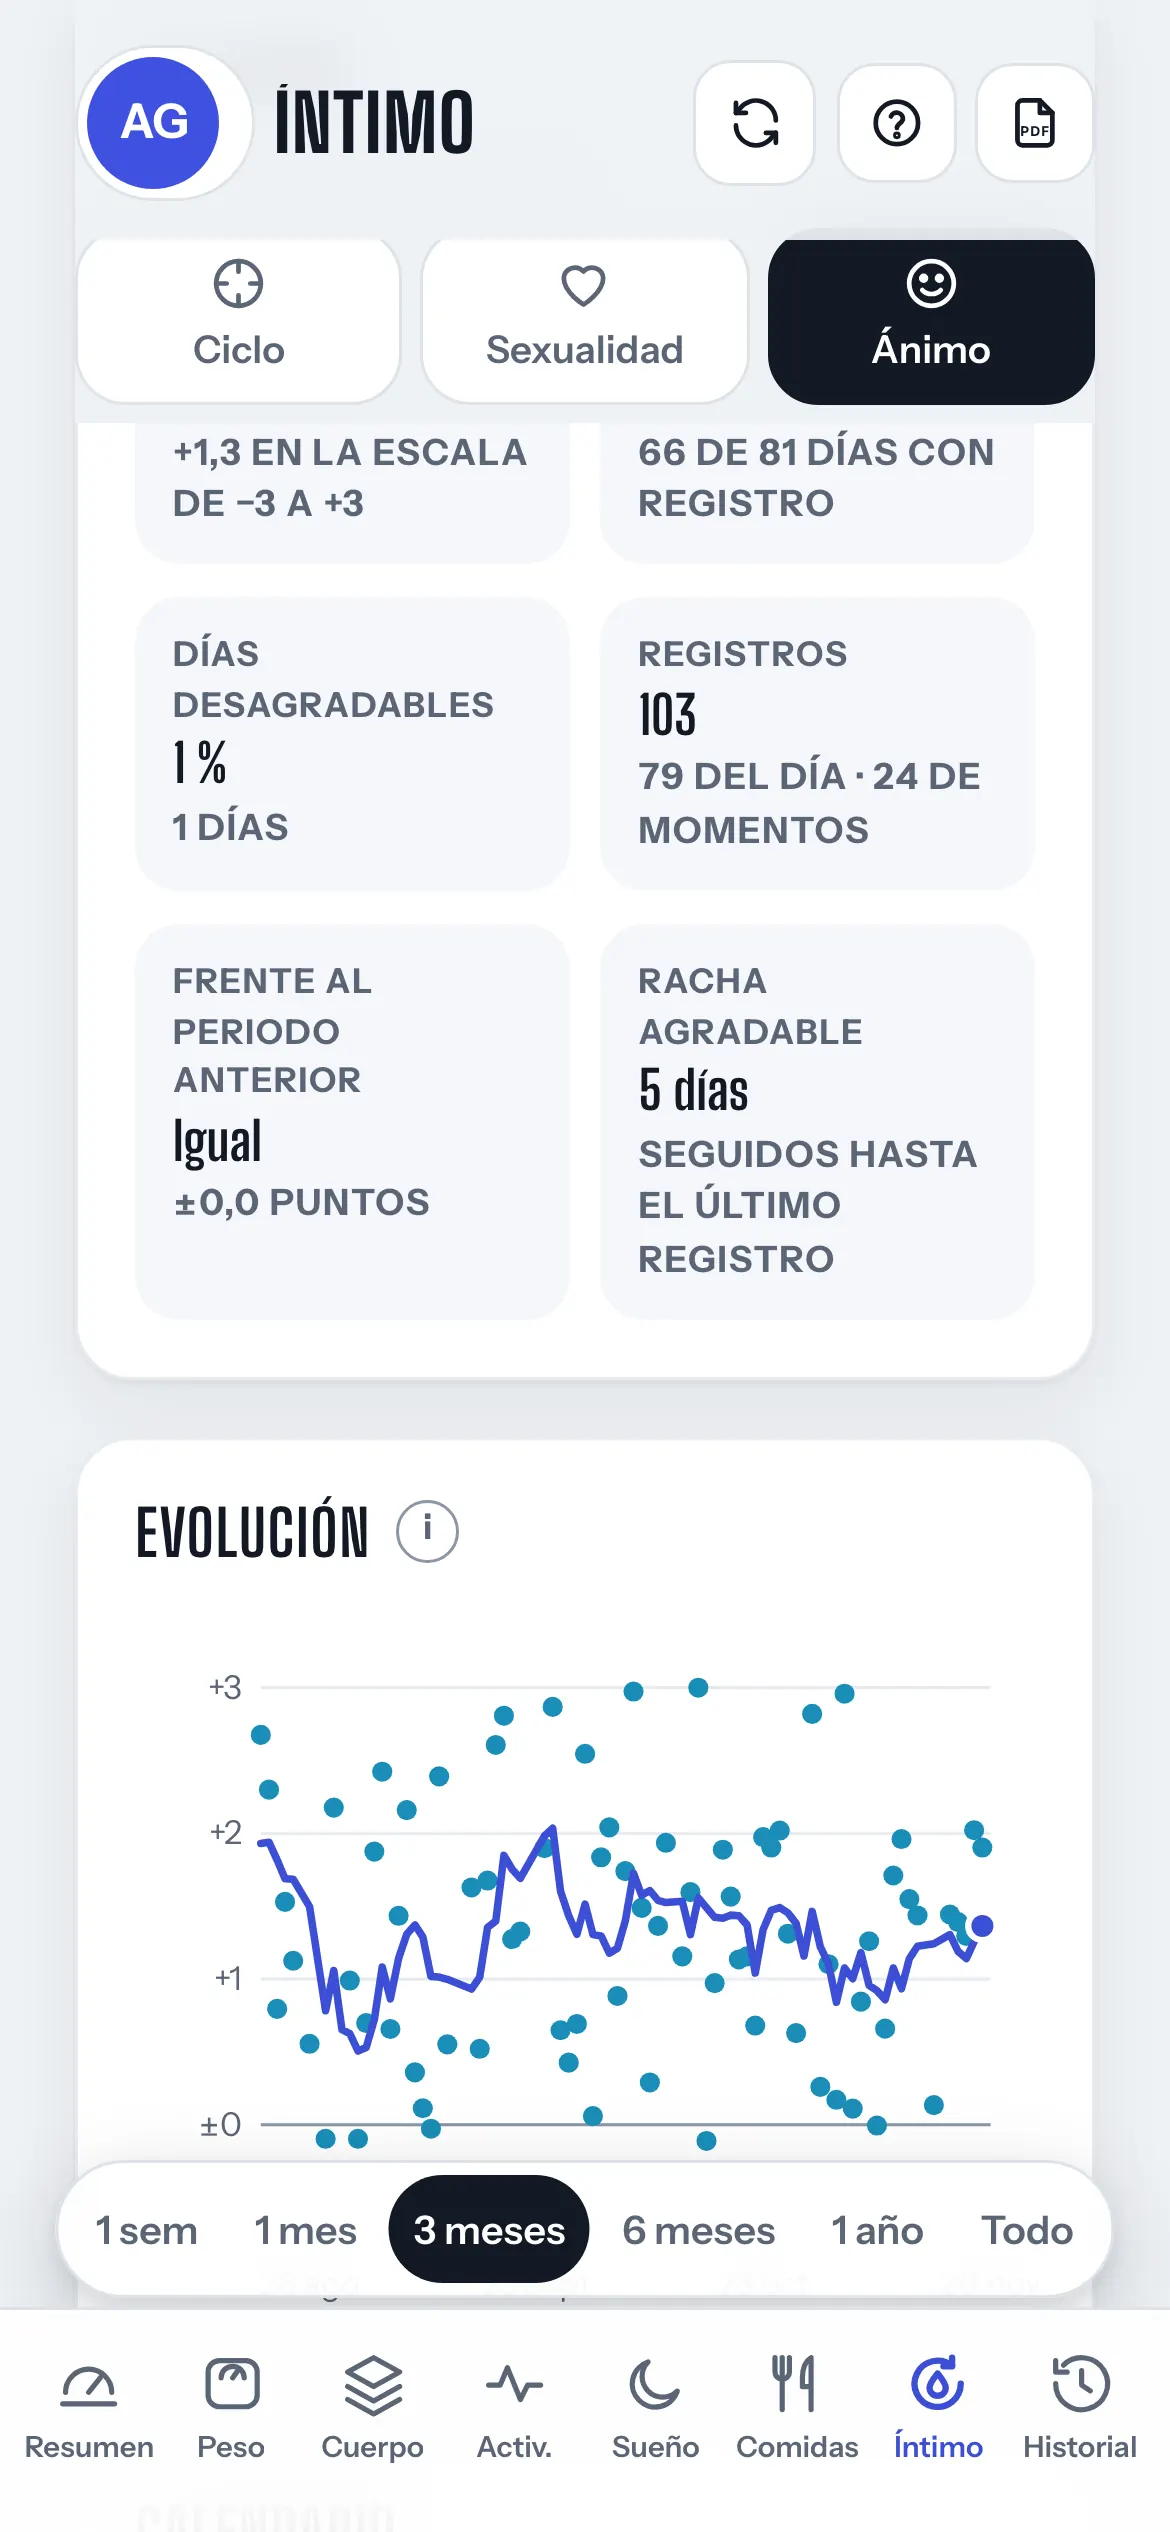 AG
ÍNTIMO
PDF
Ciclo
Sexualidad
Ánimo
+1,3 EN LA ESCALA
DE −3 A +3
66 DE 81 DÍAS CON
REGISTRO
DÍAS
DESAGRADABLES
1 %
1 DÍAS
REGISTROS
103
79 DEL DÍA · 24 DE
MOMENTOS
FRENTE AL
PERIODO
ANTERIOR
Igual
±0,0 PUNTOS
RACHA
AGRADABLE
5 días
SEGUIDOS HASTA
EL ÚLTIMO
REGISTRO
EVOLUCIÓN
i
+3
+2
+1
±0
1 sem
1 mes
3 meses
6 meses
1 año
Todo
Resumen
Peso
Cuerpo
Activ.
Sueño
Comidas
Íntimo
Historial
CALENDARIO